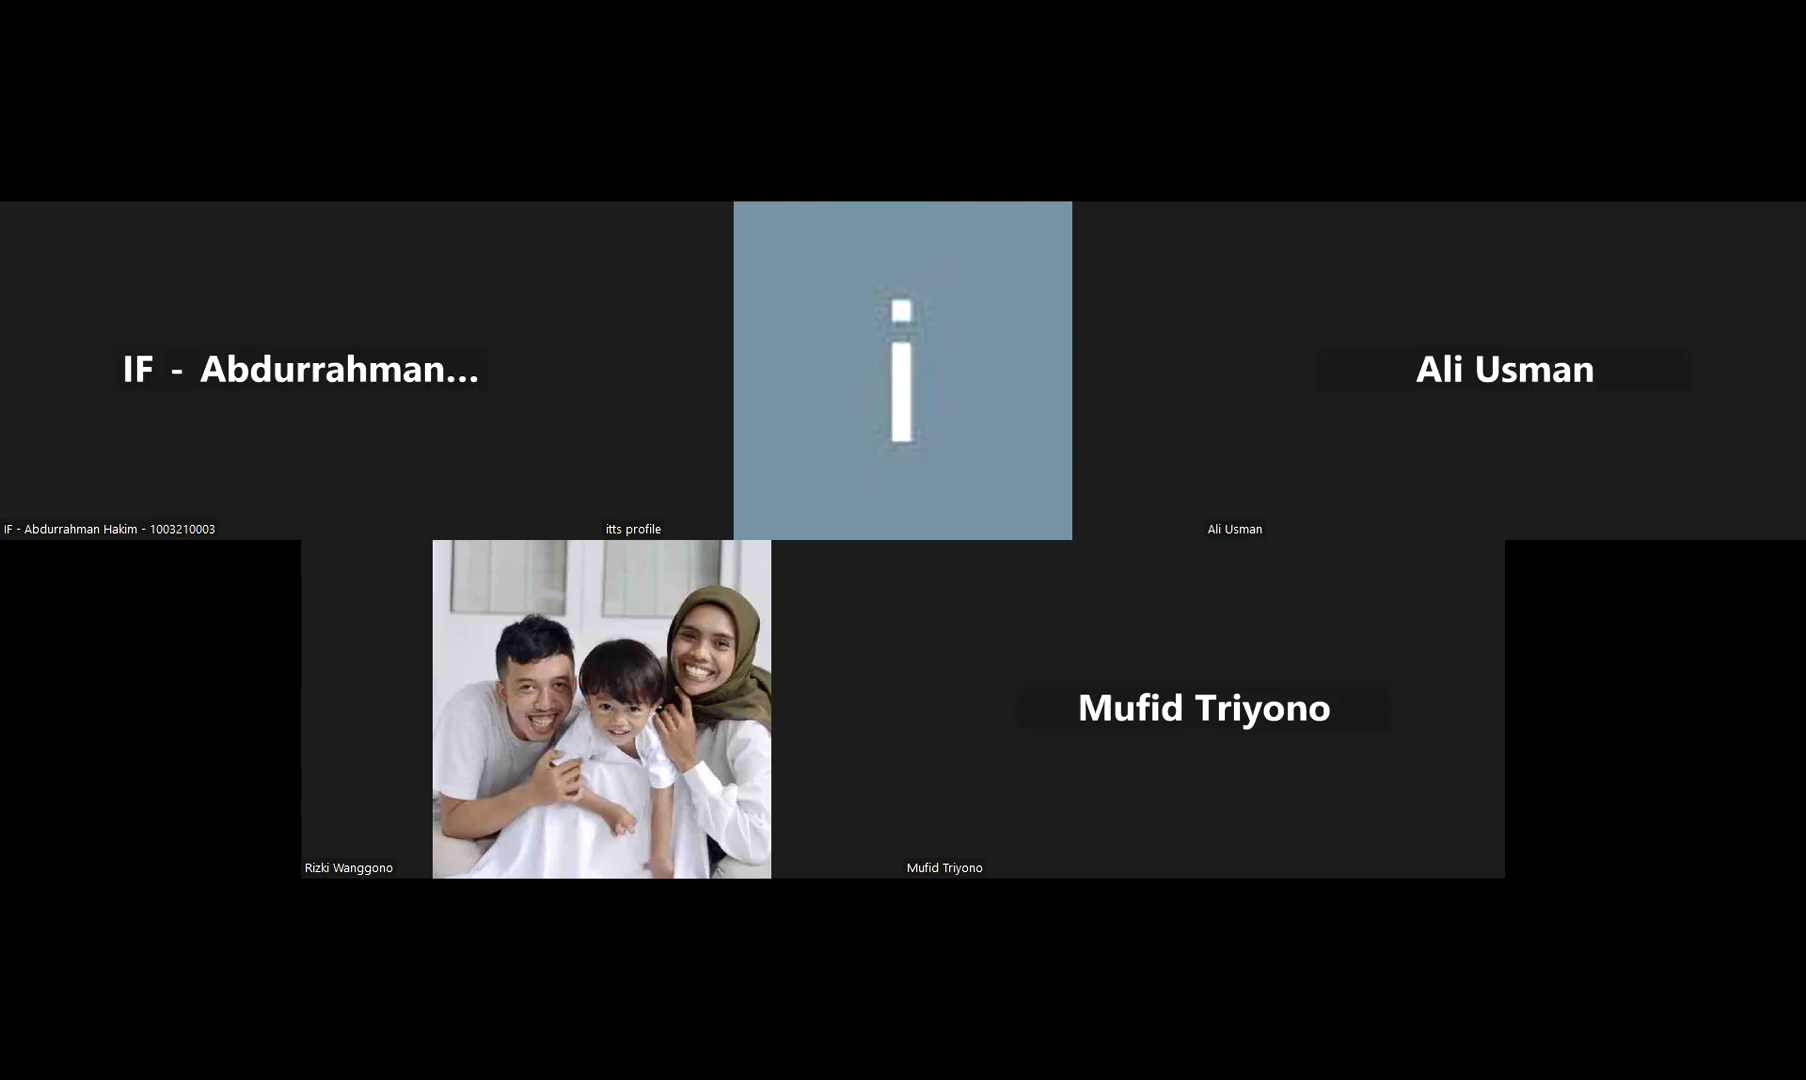 IF - Abdurrahman...
i
Ali Usman
IF - Abdurrahman Hakim - 1003210003
itts profile
Ali Usman
Mufid Triyono
Rizki Wanggono
Mufid Triyono